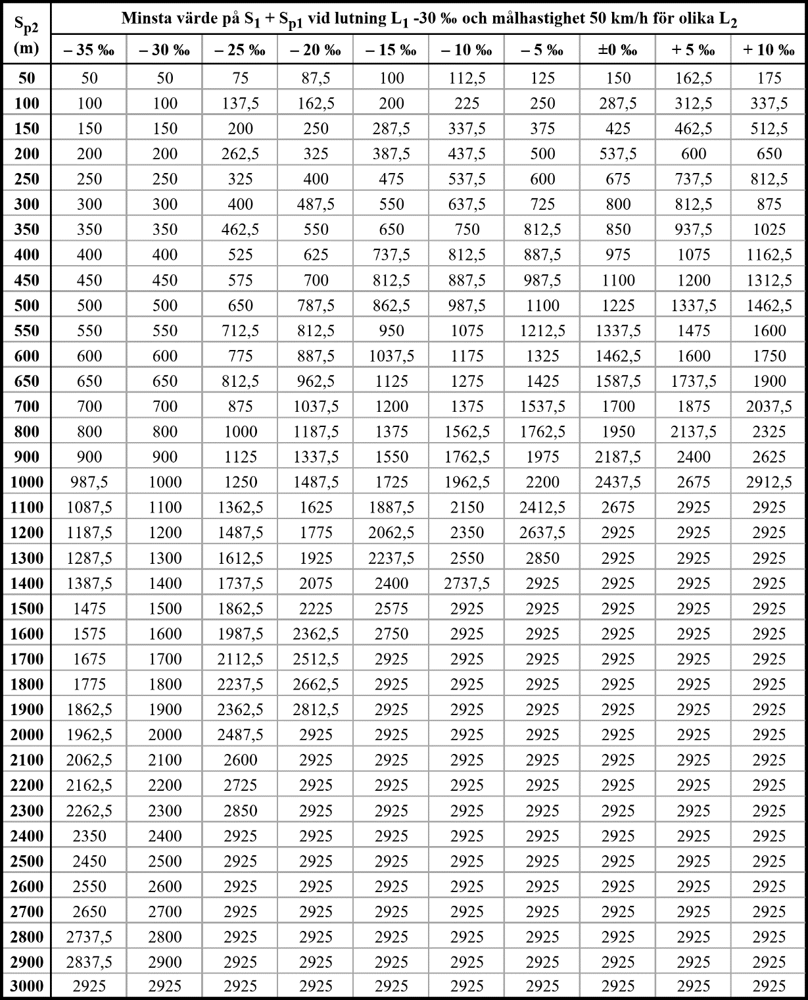 S_p2 (m) Minsta värde på S_1 + S_p1 vid lutning L_1 -30 ‰ och målhastighet 50 km/h för olika L_2
– 35 ‰ – 30 ‰ – 25 ‰ – 20 ‰ – 15 ‰ – 10 ‰ – 5 ‰ ±0 ‰ + 5 ‰ + 10 ‰
50 50 50 75 87,5 100 112,5 125 150 162,5 175
100 100 100 137,5 162,5 200 225 250 287,5 312,5 337,5
150 150 150 200 250 287,5 337,5 375 425 462,5 512,5
200 200 200 262,5 325 387,5 437,5 500 537,5 600 650
250 250 250 325 400 475 537,5 600 675 737,5 812,5
300 300 300 400 487,5 550 637,5 725 800 812,5 875
350 350 350 462,5 550 650 750 812,5 850 937,5 1025
400 400 400 525 625 737,5 812,5 887,5 975 1075 1162,5
450 450 450 575 700 812,5 887,5 987,5 1100 1200 1312,5
500 500 500 650 787,5 862,5 987,5 1100 1225 1337,5 1462,5
550 550 550 712,5 812,5 950 1075 1212,5 1337,5 1475 1600
600 600 600 775 887,5 1037,5 1175 1325 1462,5 1600 1750
650 650 650 812,5 962,5 1125 1275 1425 1587,5 1737,5 1900
700 700 700 875 1037,5 1200 1375 1537,5 1700 1875 2037,5
800 800 800 1000 1187,5 1375 1562,5 1762,5 1950 2137,5 2325
900 900 900 1125 1337,5 1550 1762,5 1975 2187,5 2400 2625
1000 987,5 1000 1250 1487,5 1725 1962,5 2200 2437,5 2675 2912,5
1100 1087,5 1100 1362,5 1625 1887,5 2150 2412,5 2675 2925 2925
1200 1187,5 1200 1487,5 1775 2062,5 2350 2637,5 2925 2925 2925
1300 1287,5 1300 1612,5 1925 2237,5 2550 2850 2925 2925 2925
1400 1387,5 1400 1737,5 2075 2400 2737,5 2925 2925 2925 2925
1500 1475 1500 1862,5 2225 2575 2925 2925 2925 2925 2925
1600 1575 1600 1987,5 2362,5 2750 2925 2925 2925 2925 2925
1700 1675 1700 2112,5 2512,5 2925 2925 2925 2925 2925 2925
1800 1775 1800 2237,5 2662,5 2925 2925 2925 2925 2925 2925
1900 1862,5 1900 2362,5 2812,5 2925 2925 2925 2925 2925 2925
2000 1962,5 2000 2487,5 2925 2925 2925 2925 2925 2925 2925
2100 2062,5 2100 2600 2925 2925 2925 2925 2925 2925 2925
2200 2162,5 2200 2725 2925 2925 2925 2925 2925 2925 2925
2300 2262,5 2300 2850 2925 2925 2925 2925 2925 2925 2925
2400 2350 2400 2925 2925 2925 2925 2925 2925 2925 2925
2500 2450 2500 2925 2925 2925 2925 2925 2925 2925 2925
2600 2550 2600 2925 2925 2925 2925 2925 2925 2925 2925
2700 2650 2700 2925 2925 2925 2925 2925 2925 2925 2925
2800 2737,5 2800 2925 2925 2925 2925 2925 2925 2925 2925
2900 2837,5 2900 2925 2925 2925 2925 2925 2925 2925 2925
3000 2925 2925 2925 2925 2925 2925 2925 2925 2925 2925